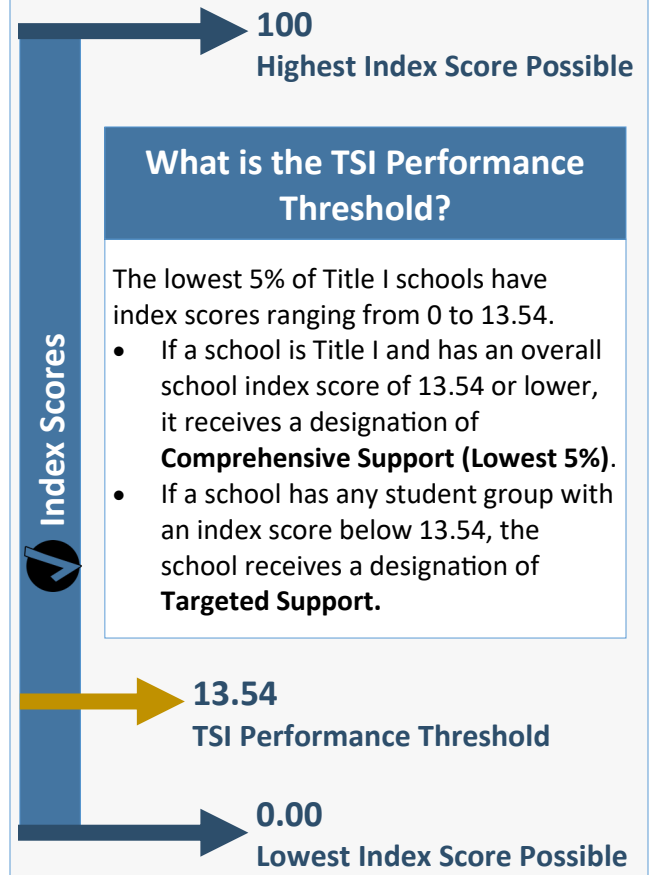 100
Highest Index Score Possible
What is the TSI Performance
Threshold?
The lowest 5% of Title I schools have
index scores ranging from 0 to 13.54.
• If a school is Title I and has an overall
school index score of 13.54 or lower,
it receives a designation of
Comprehensive Support (Lowest 5%).
• If a school has any student group with
an index score below 13.54, the
school receives a designation of
Targeted Support.
Index Scores
13.54
TSI Performance Threshold
0.00
Lowest Index Score Possible